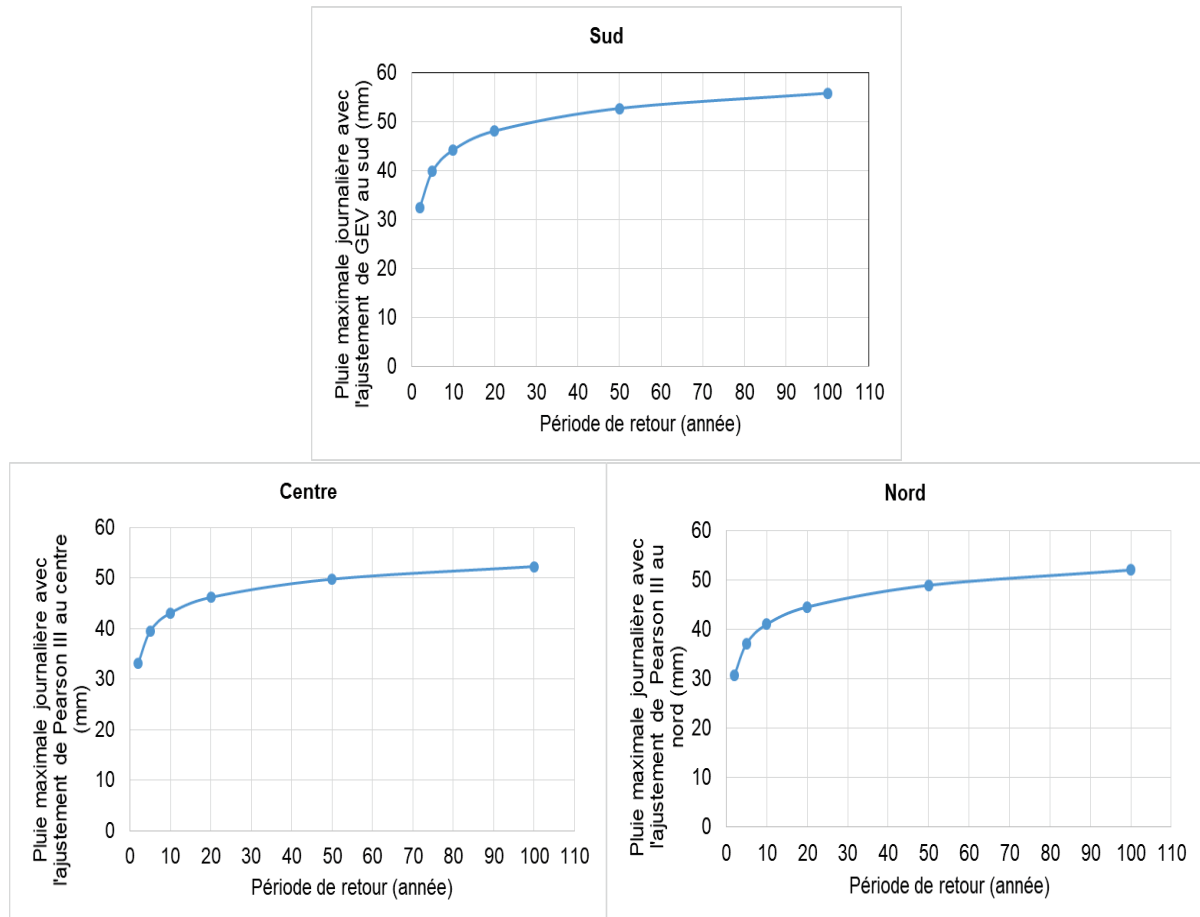 Sud
Pluie maximale journalière avec
l'ajustement de GEV au sud (mm)
60
50
40
30
20
10
0
0 10 20 30 40 50 60 70 80 90 100 110
Période de retour (année)
Centre
Pluie maximale journalière avec
l'ajustement de Pearson III au centre
(mm)
60
50
40
30
20
10
0
0 10 20 30 40 50 60 70 80 90 100 110
Période de retour (année)
Nord
Pluie maximale journalière avec
l'ajustement de Pearson III au
nord (mm)
60
50
40
30
20
10
0
0 10 20 30 40 50 60 70 80 90 100 110
Période de retour (année)